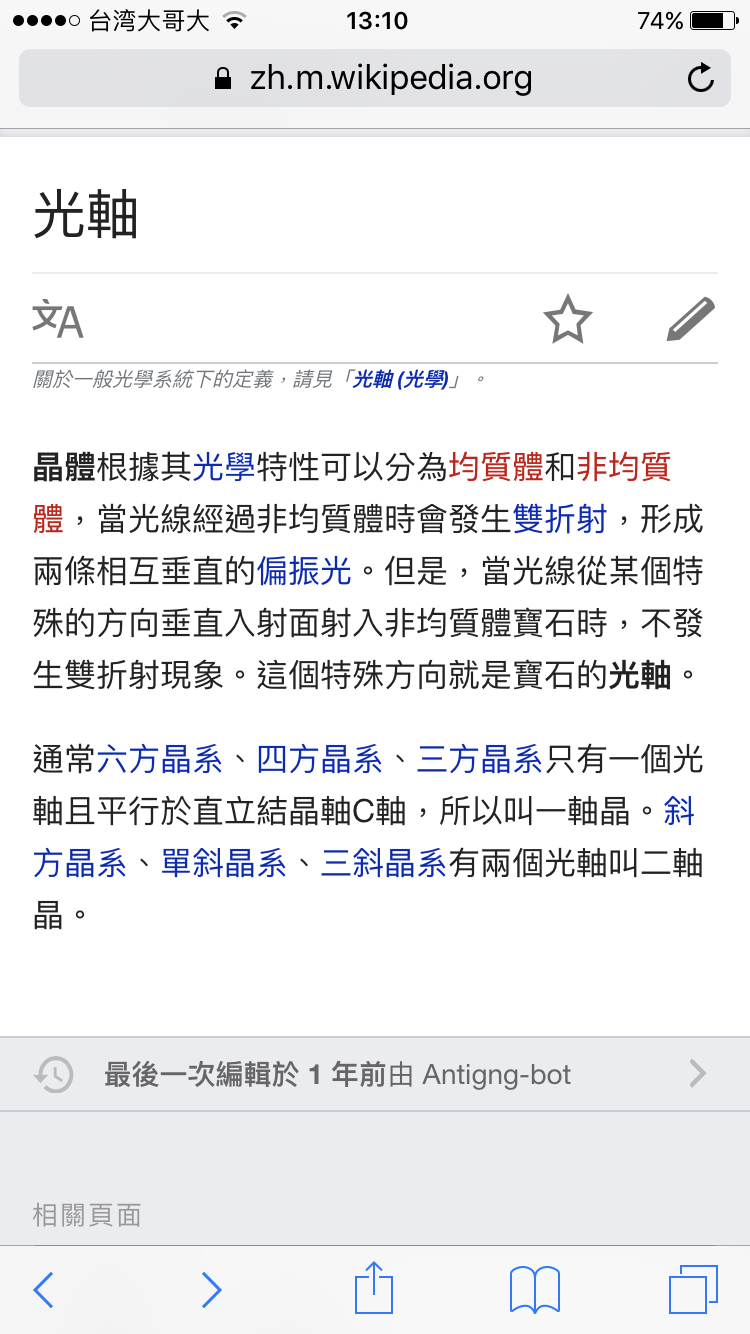 台湾大哥大 13:10 74%
zh.m.wikipedia.org
光軸
文A
關於一般光學系統下的定義，請見「光軸 (光學)」。
晶體根據其光學特性可以分為均質體和非均質
體，當光線經過非均質體時會發生雙折射，形成
兩條相互垂直的偏振光。但是，當光線從某個特
殊的方向垂直入射面射入非均質體寶石時，不發
生雙折射現象。這個特殊方向就是寶石的光軸。
通常六方晶系、四方晶系、三方晶系只有一個光
軸且平行於直立結晶軸C軸，所以叫一軸晶。斜
方晶系、單斜晶系、三斜晶系有兩個光軸叫二軸
晶。
最後一次編輯於 1 年前由 Antigng-bot
相關頁面